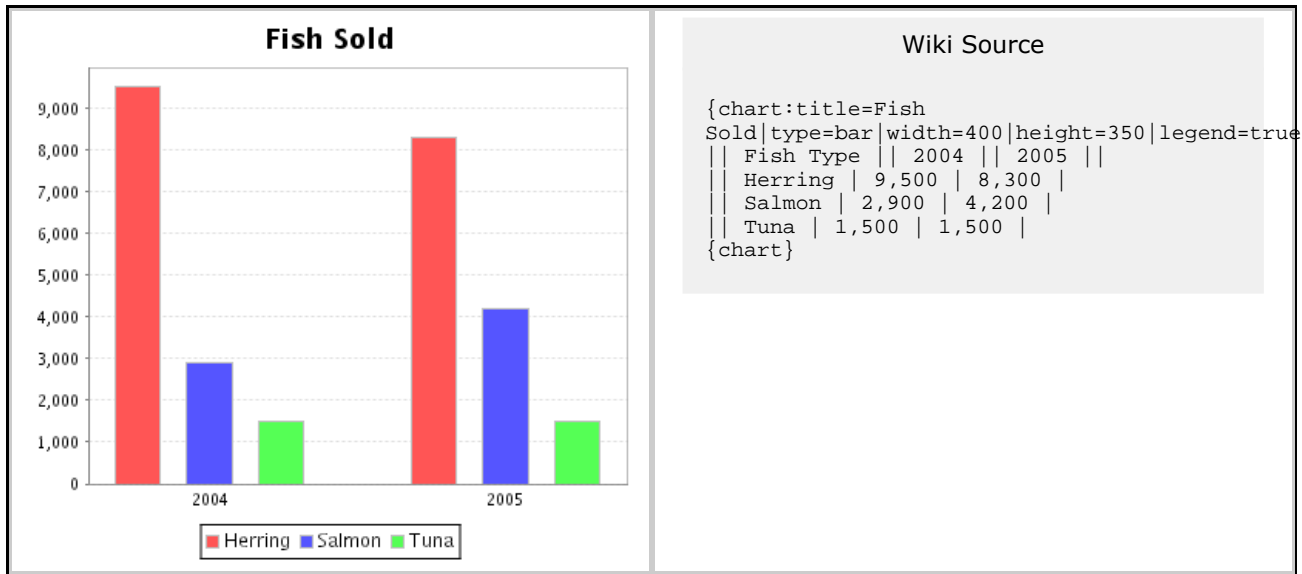 Fish Sold
9,000
8,000
7,000
6,000
5,000
4,000
3,000
2,000
1,000
0
2004 2005
Herring Salmon Tuna
Wiki Source
{chart:title=Fish
Sold|type=bar|width=400|height=350|legend=true
|| Fish Type || 2004 || 2005 ||
|| Herring | 9,500 | 8,300 |
|| Salmon | 2,900 | 4,200 |
|| Tuna | 1,500 | 1,500 |
{chart}